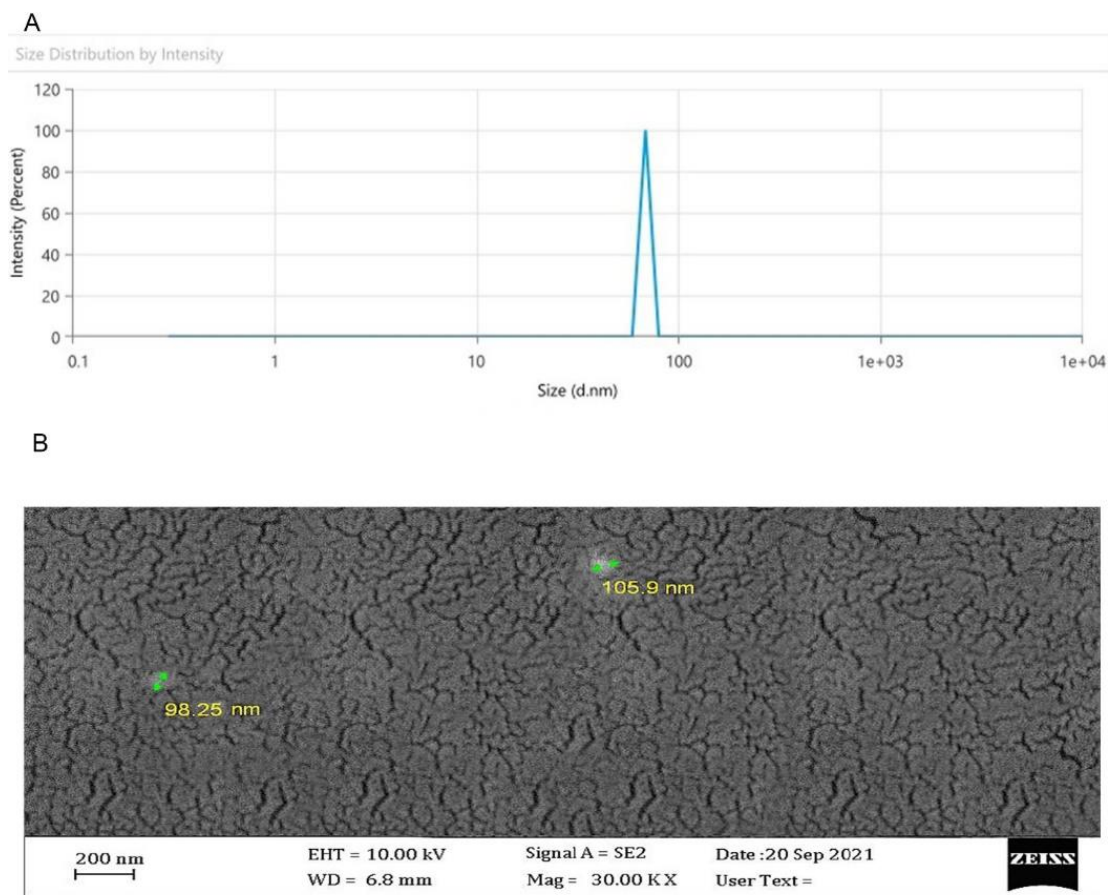 A
Size Distribution by Intensity
120
100
80
60
40
20
0
Intensity (Percent)
0.1 1 10 100 1e+03 1e+04
Size (d.nm)
B
105.9 nm
98.25 nm
200 nm
EHT = 10.00 kV Signal A = SE2 Date :20 Sep 2021
WD = 6.8 mm Mag = 30.00 K X User Text =
ZEISS